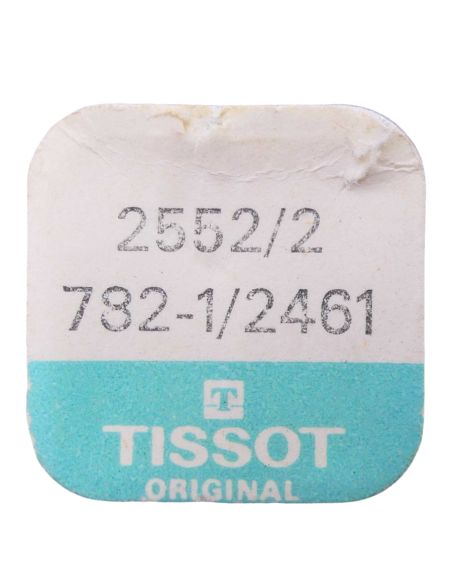 2552/2
782-1/2461
T
TISSOT
ORIGINAL